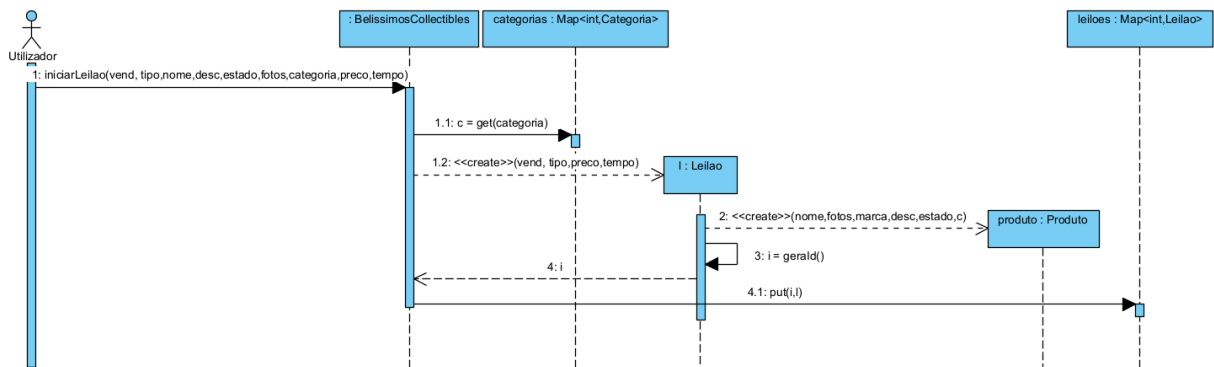 : BelissimosCollectibles
categorias : Map<int,Categoria>
leiloes : Map<int,Leilao>
Utilizador
1: iniciarLeilao(vend, tipo,nome,desc,estado,fotos,categoria,preco,tempo)
1.1: c = get(categoria)
1.2: <<create>>(vend, tipo,preco,tempo)
l : Leilao
2: <<create>>(nome,fotos,marca,desc,estado,c)
produto : Produto
3: i = geraId()
4: i
4.1: put(i,l)